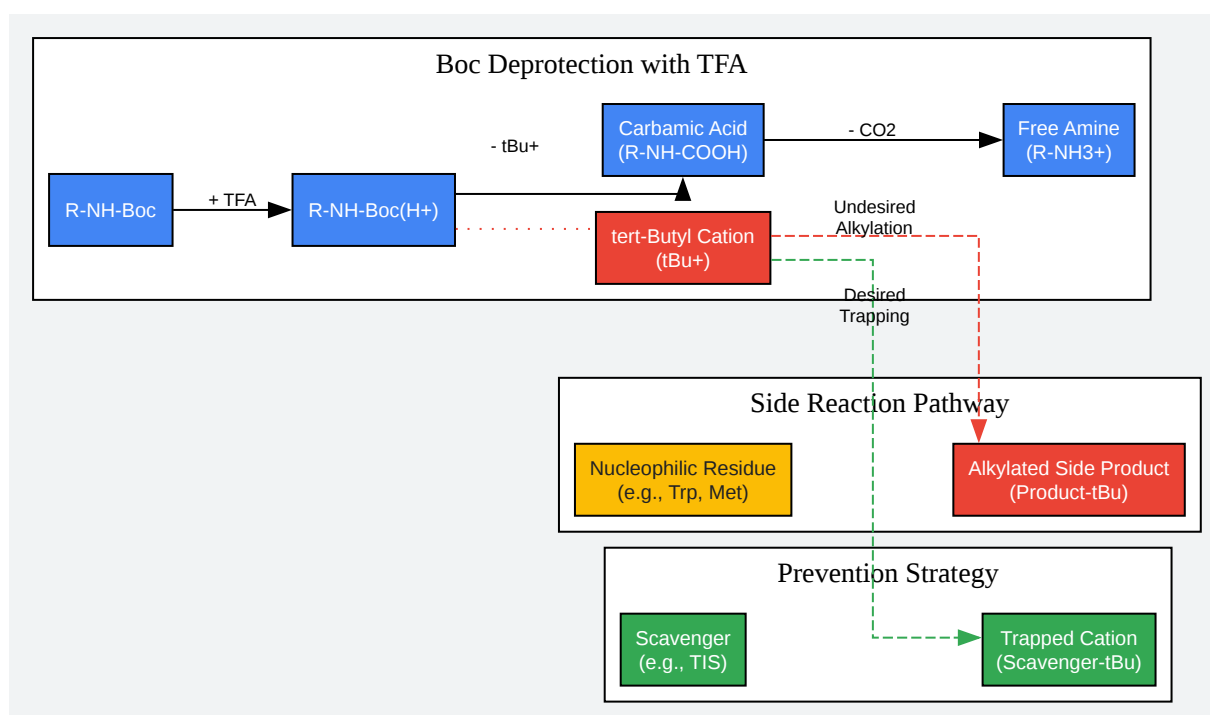 Boc Deprotection with TFA
R-NH-Boc
+ TFA
R-NH-Boc(H+)
- tBu+
Carbamic Acid
(R-NH-COOH)
- CO2
Free Amine
(R-NH3+)
tert-Butyl Cation
(tBu+)
Undesired
Alkylation
Desired
Trapping
Side Reaction Pathway
Nucleophilic Residue
(e.g., Trp, Met)
Alkylated Side Product
(Product-tBu)
Prevention Strategy
Scavenger
(e.g., TIS)
Trapped Cation
(Scavenger-tBu)